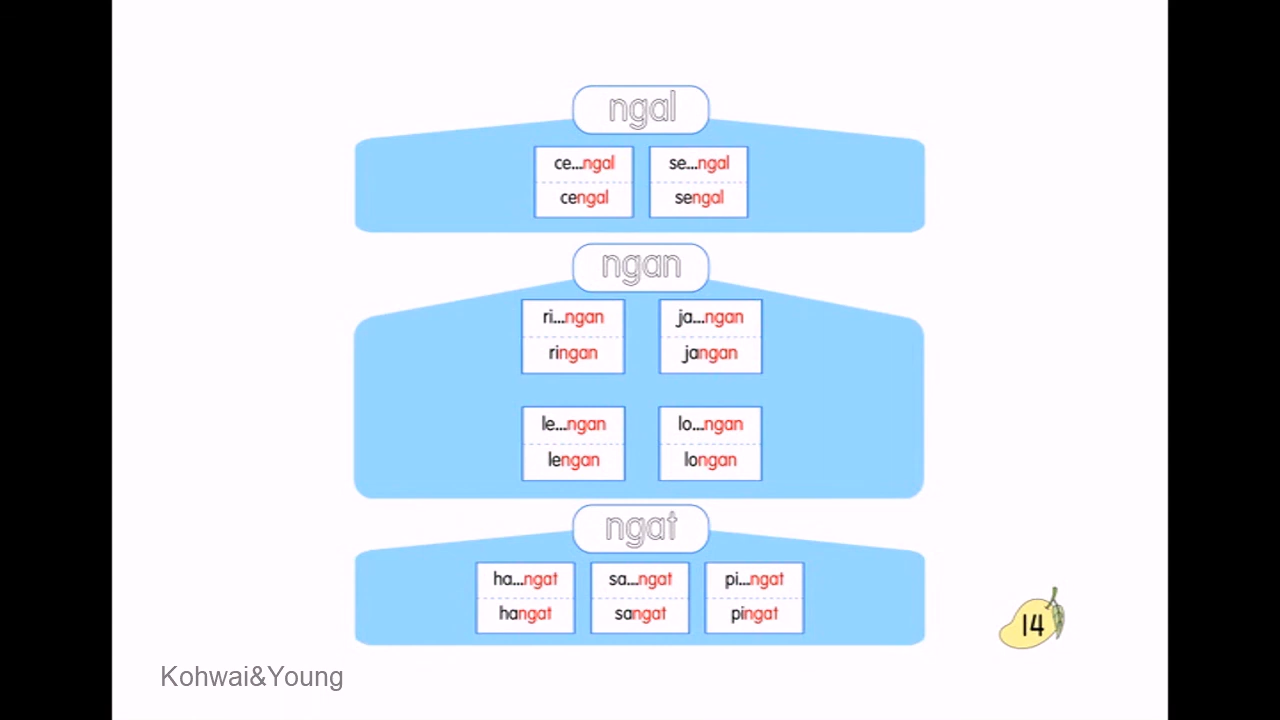 ngal
ce...ngal se...ngal
cengal sengal
ngan
ri...ngan ja...ngan
ringan jangan
le...ngan lo...ngan
lengan longan
ngat
ha...ngat sa...ngat pi...ngat
hangat sangat pingat
14
Kohwai&Young